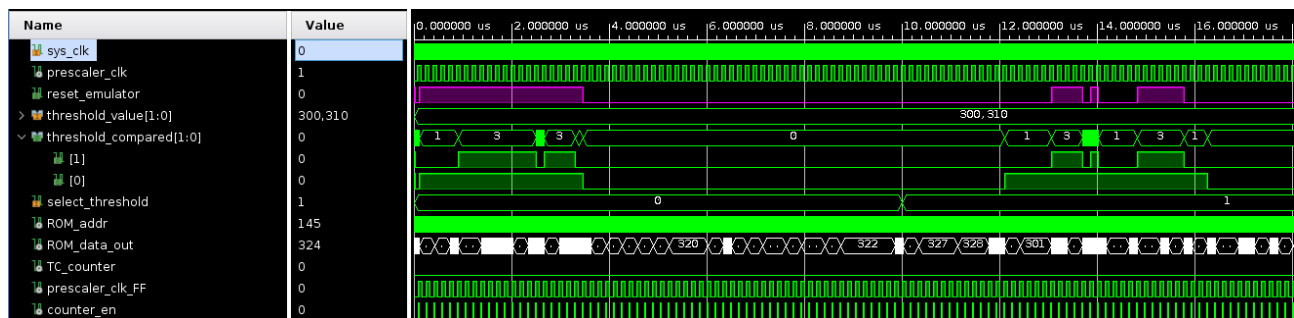 Name Value 0.000000 us 2.000000 us 4.000000 us 6.000000 us 8.000000 us 10.000000 us 12.000000 us 14.000000 us 16.000000 us
sys_clk 0
prescaler_clk 1
reset_emulator 0
threshold_value[1:0] 300,310 300,310
threshold_compared[1:0] 0 1 3 3 0 1 3 1 3 1
[1] 0
[0] 0
select_threshold 1 0 1
ROM_addr 145
ROM_data_out 324 320 322 327 328 301
TC_counter 0
prescaler_clk_FF 0
counter_en 0